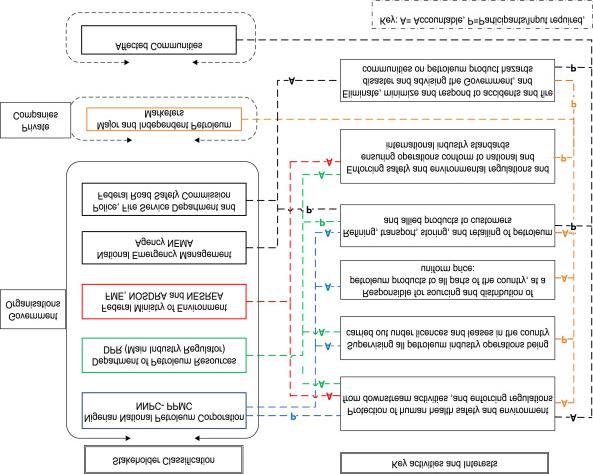 Stakeholder Classification
Key activities and Interests
Government
Organisations
Nigerian National Petroleum Corporation
NNPC- PPMC
Department of Petroleum Resources
DPR (Main Industry Regulator)
Federal Ministry of Environment
FME, NOSDRA and NESREA
National Emergency Management
Agency NEMA
Police, Fire Service Department and
Federal Road Safety Commission
Private
Companies
Major and Independent Petroleum
Marketers
Affected Communities
P
A
A
A
Protection of human health safety and environment
from downstream activities ,and enforcing regulations
A
A
A
Supervising all petroleum industry operations being
carried out under licences and leases in the country
P
A
Responsible for sourcing and distribution of
petroleum products to all parts of the country, at a
uniform price:
A
A
P
P
Refining, transport, storing, and retailing of petroleum
and allied products to customers
A
P
A
A
Enforcing safety and environmental regulations and
ensuring operations conform to national and
international industry standards
P
P
A
Eliminate, minimize and respond to accidents and fire
disaster and advising the Government, and
communities on petroleum product hazards
P
Key: A= Accountable, P=Participants/Input required,